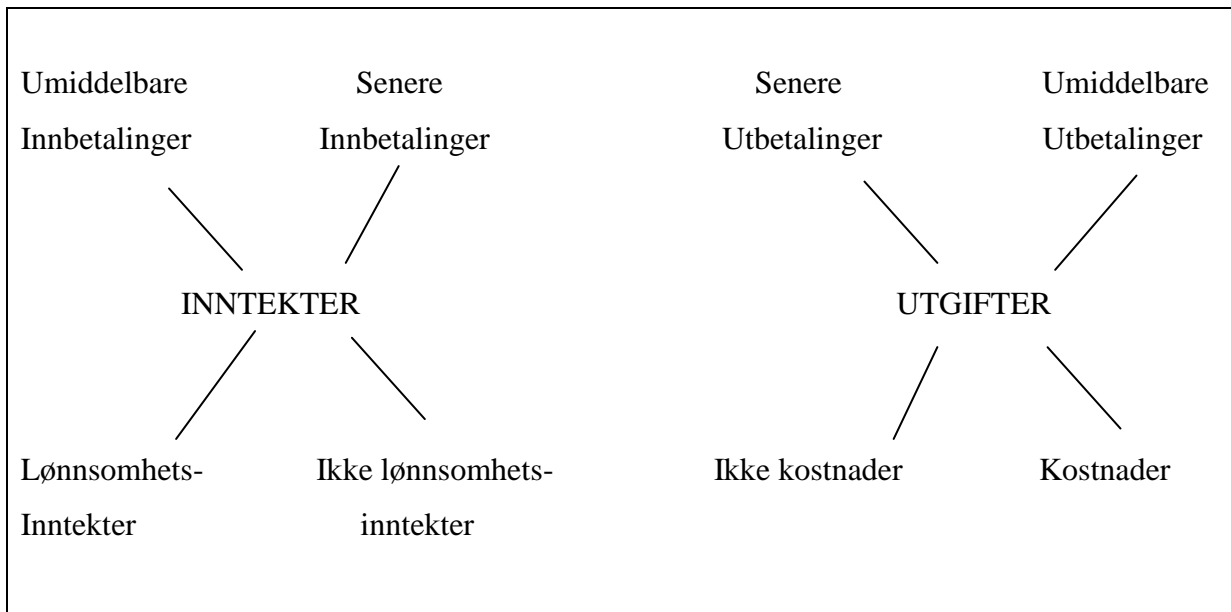 Umiddelbare Senere Senere Umiddelbare
Innbetalinger Innbetalinger Utbetalinger Utbetalinger
INNTEKTER UTGIFTER
Lønnsomhets- Ikke lønnsomhets- Ikke kostnader Kostnader
Inntekter inntekter